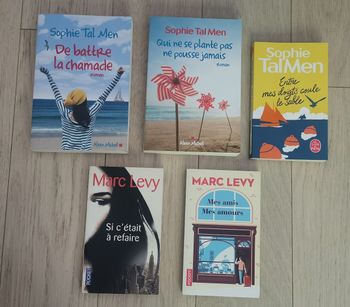 Sophie Tal Men
De battre
la chamade
roman
Albin Michel
Sophie Tal Men
Qui ne se plante pas
ne pousse jamais
roman
Albin Michel
Sophie
Tal Men
Entre
mes doigts coule
le sable
Marc Levy
Si c'était
à refaire
POCKET
MARC LEVY
Mes amis
Mes amours
POCKET